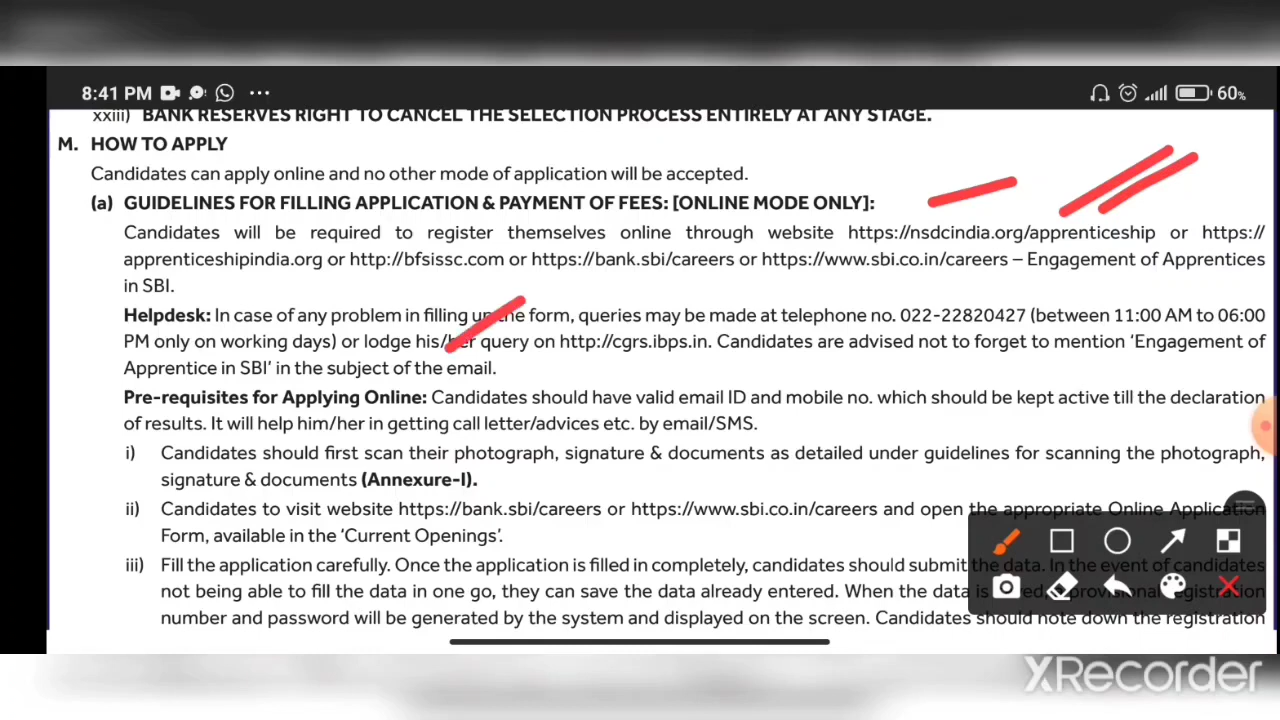 8:41 PM ...
60%
xxiii) BANK RESERVES RIGHT TO CANCEL THE SELECTION PROCESS ENTIRELY AT ANY STAGE.
M. HOW TO APPLY
Candidates can apply online and no other mode of application will be accepted.
(a) GUIDELINES FOR FILLING APPLICATION & PAYMENT OF FEES: [ONLINE MODE ONLY]:
Candidates will be required to register themselves online through website https://nsdcindia.org/apprenticeship or https://
apprenticeshipindia.org or http://bfsissc.com or https://bank.sbi/careers or https://www.sbi.co.in/careers – Engagement of Apprentices
in SBI.
Helpdesk: In case of any problem in filling up the form, queries may be made at telephone no. 022-22820427 (between 11:00 AM to 06:00
PM only on working days) or lodge his/her query on http://cgrs.ibps.in. Candidates are advised not to forget to mention ‘Engagement of
Apprentice in SBI’ in the subject of the email.
Pre-requisites for Applying Online: Candidates should have valid email ID and mobile no. which should be kept active till the declaration
of results. It will help him/her in getting call letter/advices etc. by email/SMS.
i) Candidates should first scan their photograph, signature & documents as detailed under guidelines for scanning the photograph,
signature & documents (Annexure-I).
ii) Candidates to visit website https://bank.sbi/careers or https://www.sbi.co.in/careers and open the appropriate Online Application
Form, available in the ‘Current Openings’.
iii) Fill the application carefully. Once the application is filled in completely, candidates should submit the data. In the event of candidates
not being able to fill the data in one go, they can save the data already entered. When the data is provisional registration
number and password will be generated by the system and displayed on the screen. Candidates should note down the registration
XRecorder